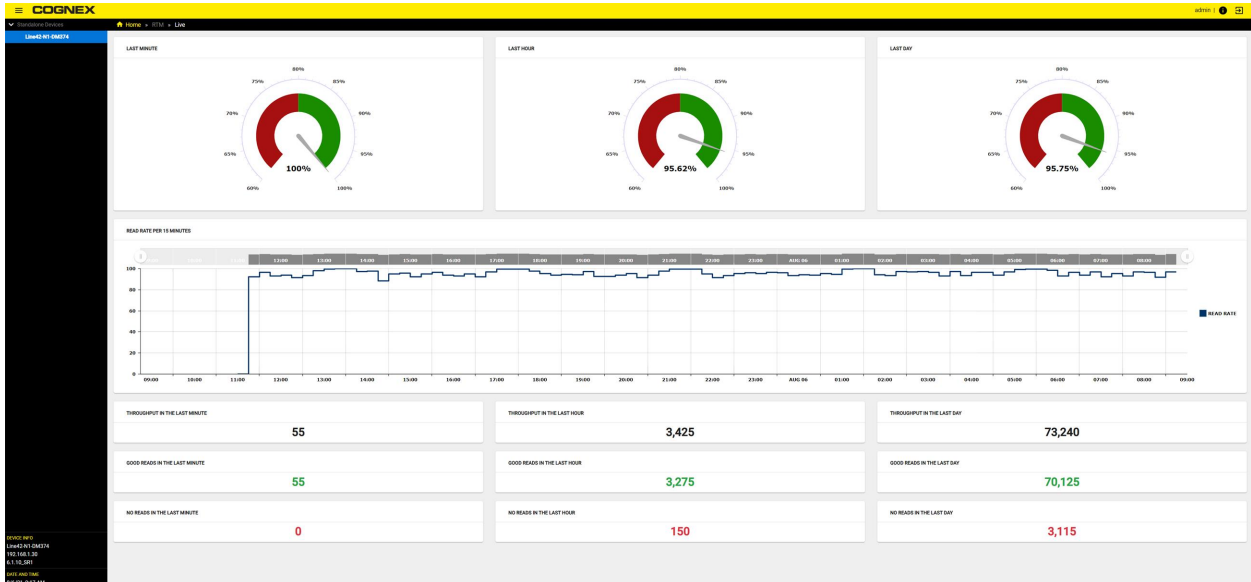 COGNEX
admin |
Standalone Devices
Home » RTM » Live
Line42-N1-DM374
LAST MINUTE
LAST HOUR
LAST DAY
80%
75% 85%
70% 90%
65% 95%
100%
60% 100%
80%
75% 85%
70% 90%
65% 95%
95.62%
60% 100%
80%
75% 85%
70% 90%
65% 95%
95.75%
60% 100%
READ RATE PER 15 MINUTES
12:00 13:00 14:00 15:00 16:00 17:00 18:00 19:00 20:00 21:00 22:00 23:00 AUG 06 01:00 02:00 03:00 04:00 05:00 06:00 07:00 08:00
100
80
60
40
20
0
READ RATE
09:00 10:00 11:00 12:00 13:00 14:00 15:00 16:00 17:00 18:00 19:00 20:00 21:00 22:00 23:00 AUG 06 01:00 02:00 03:00 04:00 05:00 06:00 07:00 08:00 09:00
THROUGHPUT IN THE LAST MINUTE
55
THROUGHPUT IN THE LAST HOUR
3,425
THROUGHPUT IN THE LAST DAY
73,240
GOOD READS IN THE LAST MINUTE
55
GOOD READS IN THE LAST HOUR
3,275
GOOD READS IN THE LAST DAY
70,125
NO READS IN THE LAST MINUTE
0
NO READS IN THE LAST HOUR
150
NO READS IN THE LAST DAY
3,115
DEVICE INFO
Line42-N1-DM374
192.168.1.30
6.1.10_SR1
DATE AND TIME